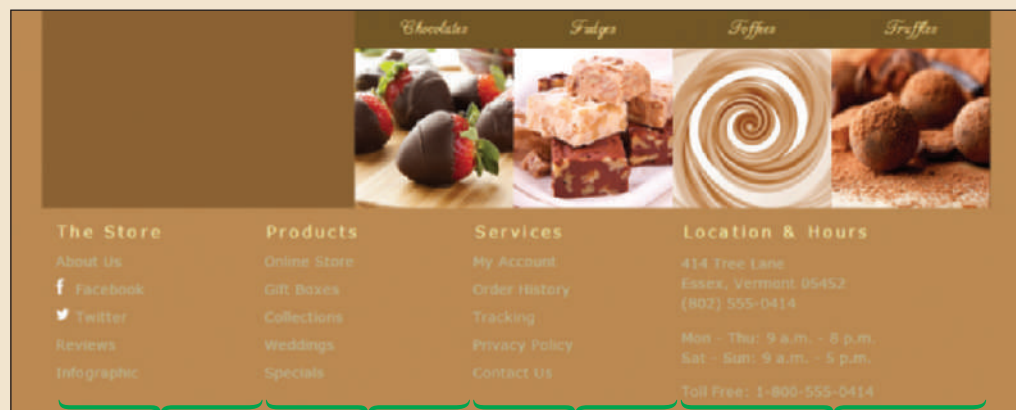 Chocolates Fudges Toffees Truffles
The Store
About Us
Facebook
Twitter
Reviews
Infographic
Products
Online Store
Gift Boxes
Collections
Weddings
Specials
Services
My Account
Order History
Tracking
Privacy Policy
Contact Us
Location & Hours
414 Tree Lane
Essex, Vermont 05452
(802) 555-0414
Mon - Thu: 9 a.m. - 8 p.m.
Sat - Sun: 9 a.m. - 5 p.m.
Toll Free: 1-800-555-0414